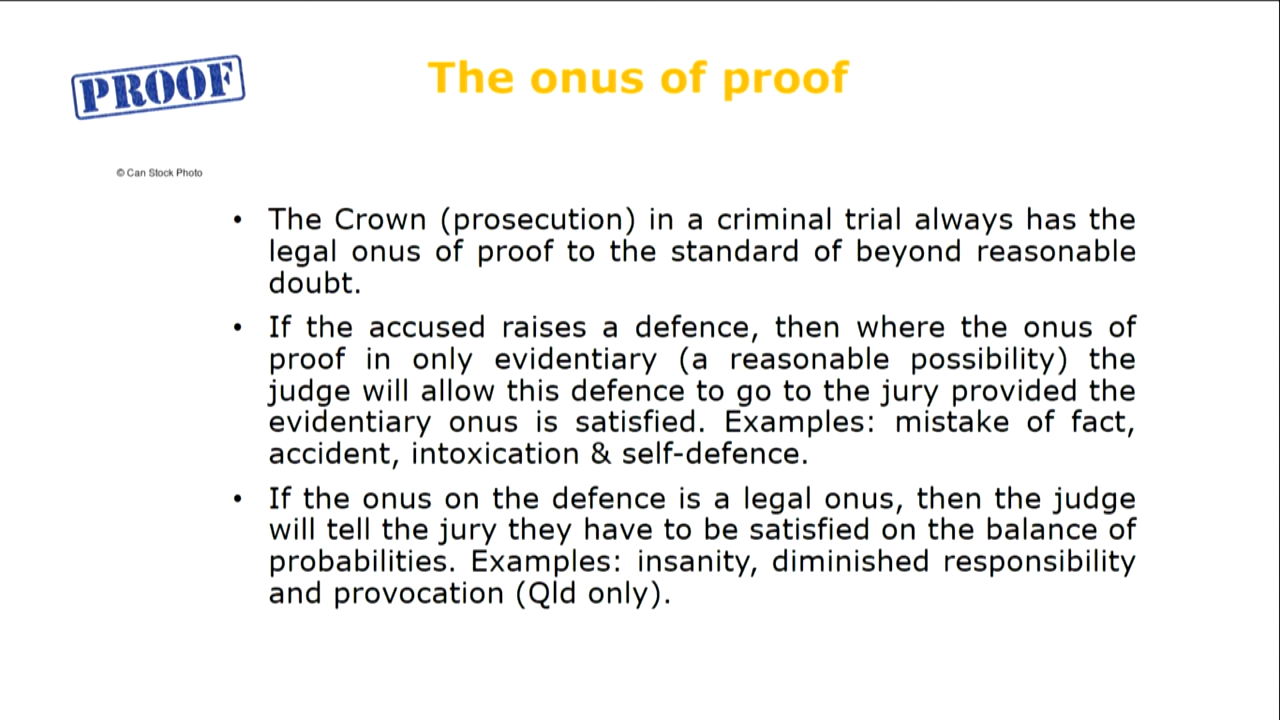 PROOF
The onus of proof
© Can Stock Photo
• The Crown (prosecution) in a criminal trial always has the
legal onus of proof to the standard of beyond reasonable
doubt.
• If the accused raises a defence, then where the onus of
proof in only evidentiary (a reasonable possibility) the
judge will allow this defence to go to the jury provided the
evidentiary onus is satisfied. Examples: mistake of fact,
accident, intoxication & self-defence.
• If the onus on the defence is a legal onus, then the judge
will tell the jury they have to be satisfied on the balance of
probabilities. Examples: insanity, diminished responsibility
and provocation (Qld only).